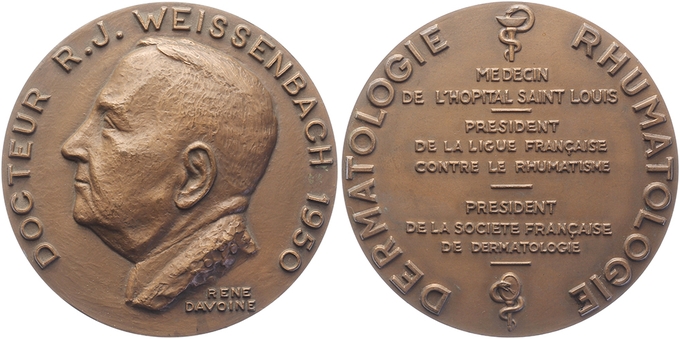 DOCTEUR R.J. WEISSENBACH 1950
RENE
DAVOINE
DERMATOLOGIE
RHUMATOLOGIE
MEDECIN
DE L'HOPITAL SAINT LOUIS
PRESIDENT
DE LA LIGUE FRANÇAISE
CONTRE LE RHUMATISME
PRESIDENT
DE LA SOCIETE FRANÇAISE
DE DERMATOLOGIE